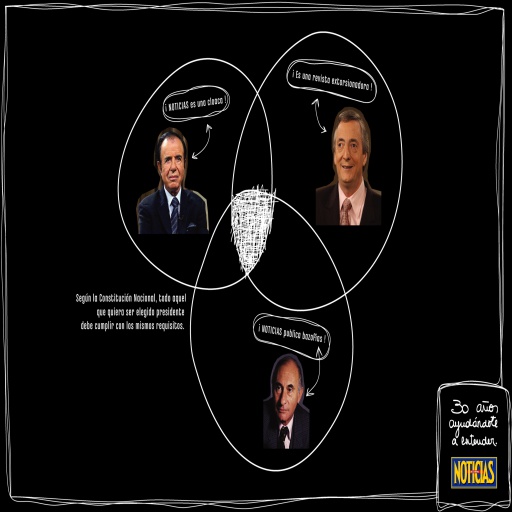 ¡ Es una revista extorsionadora !
¡ NOTICIAS es una cloaca !
Según la Constitución Nacional, todo aquel
que quiera ser elegido presidente
debe cumplir con los mismos requisitos.
¡ NOTICIAS publica bazofias !
30 años
ayudándote
a entender.
NOTICIAS